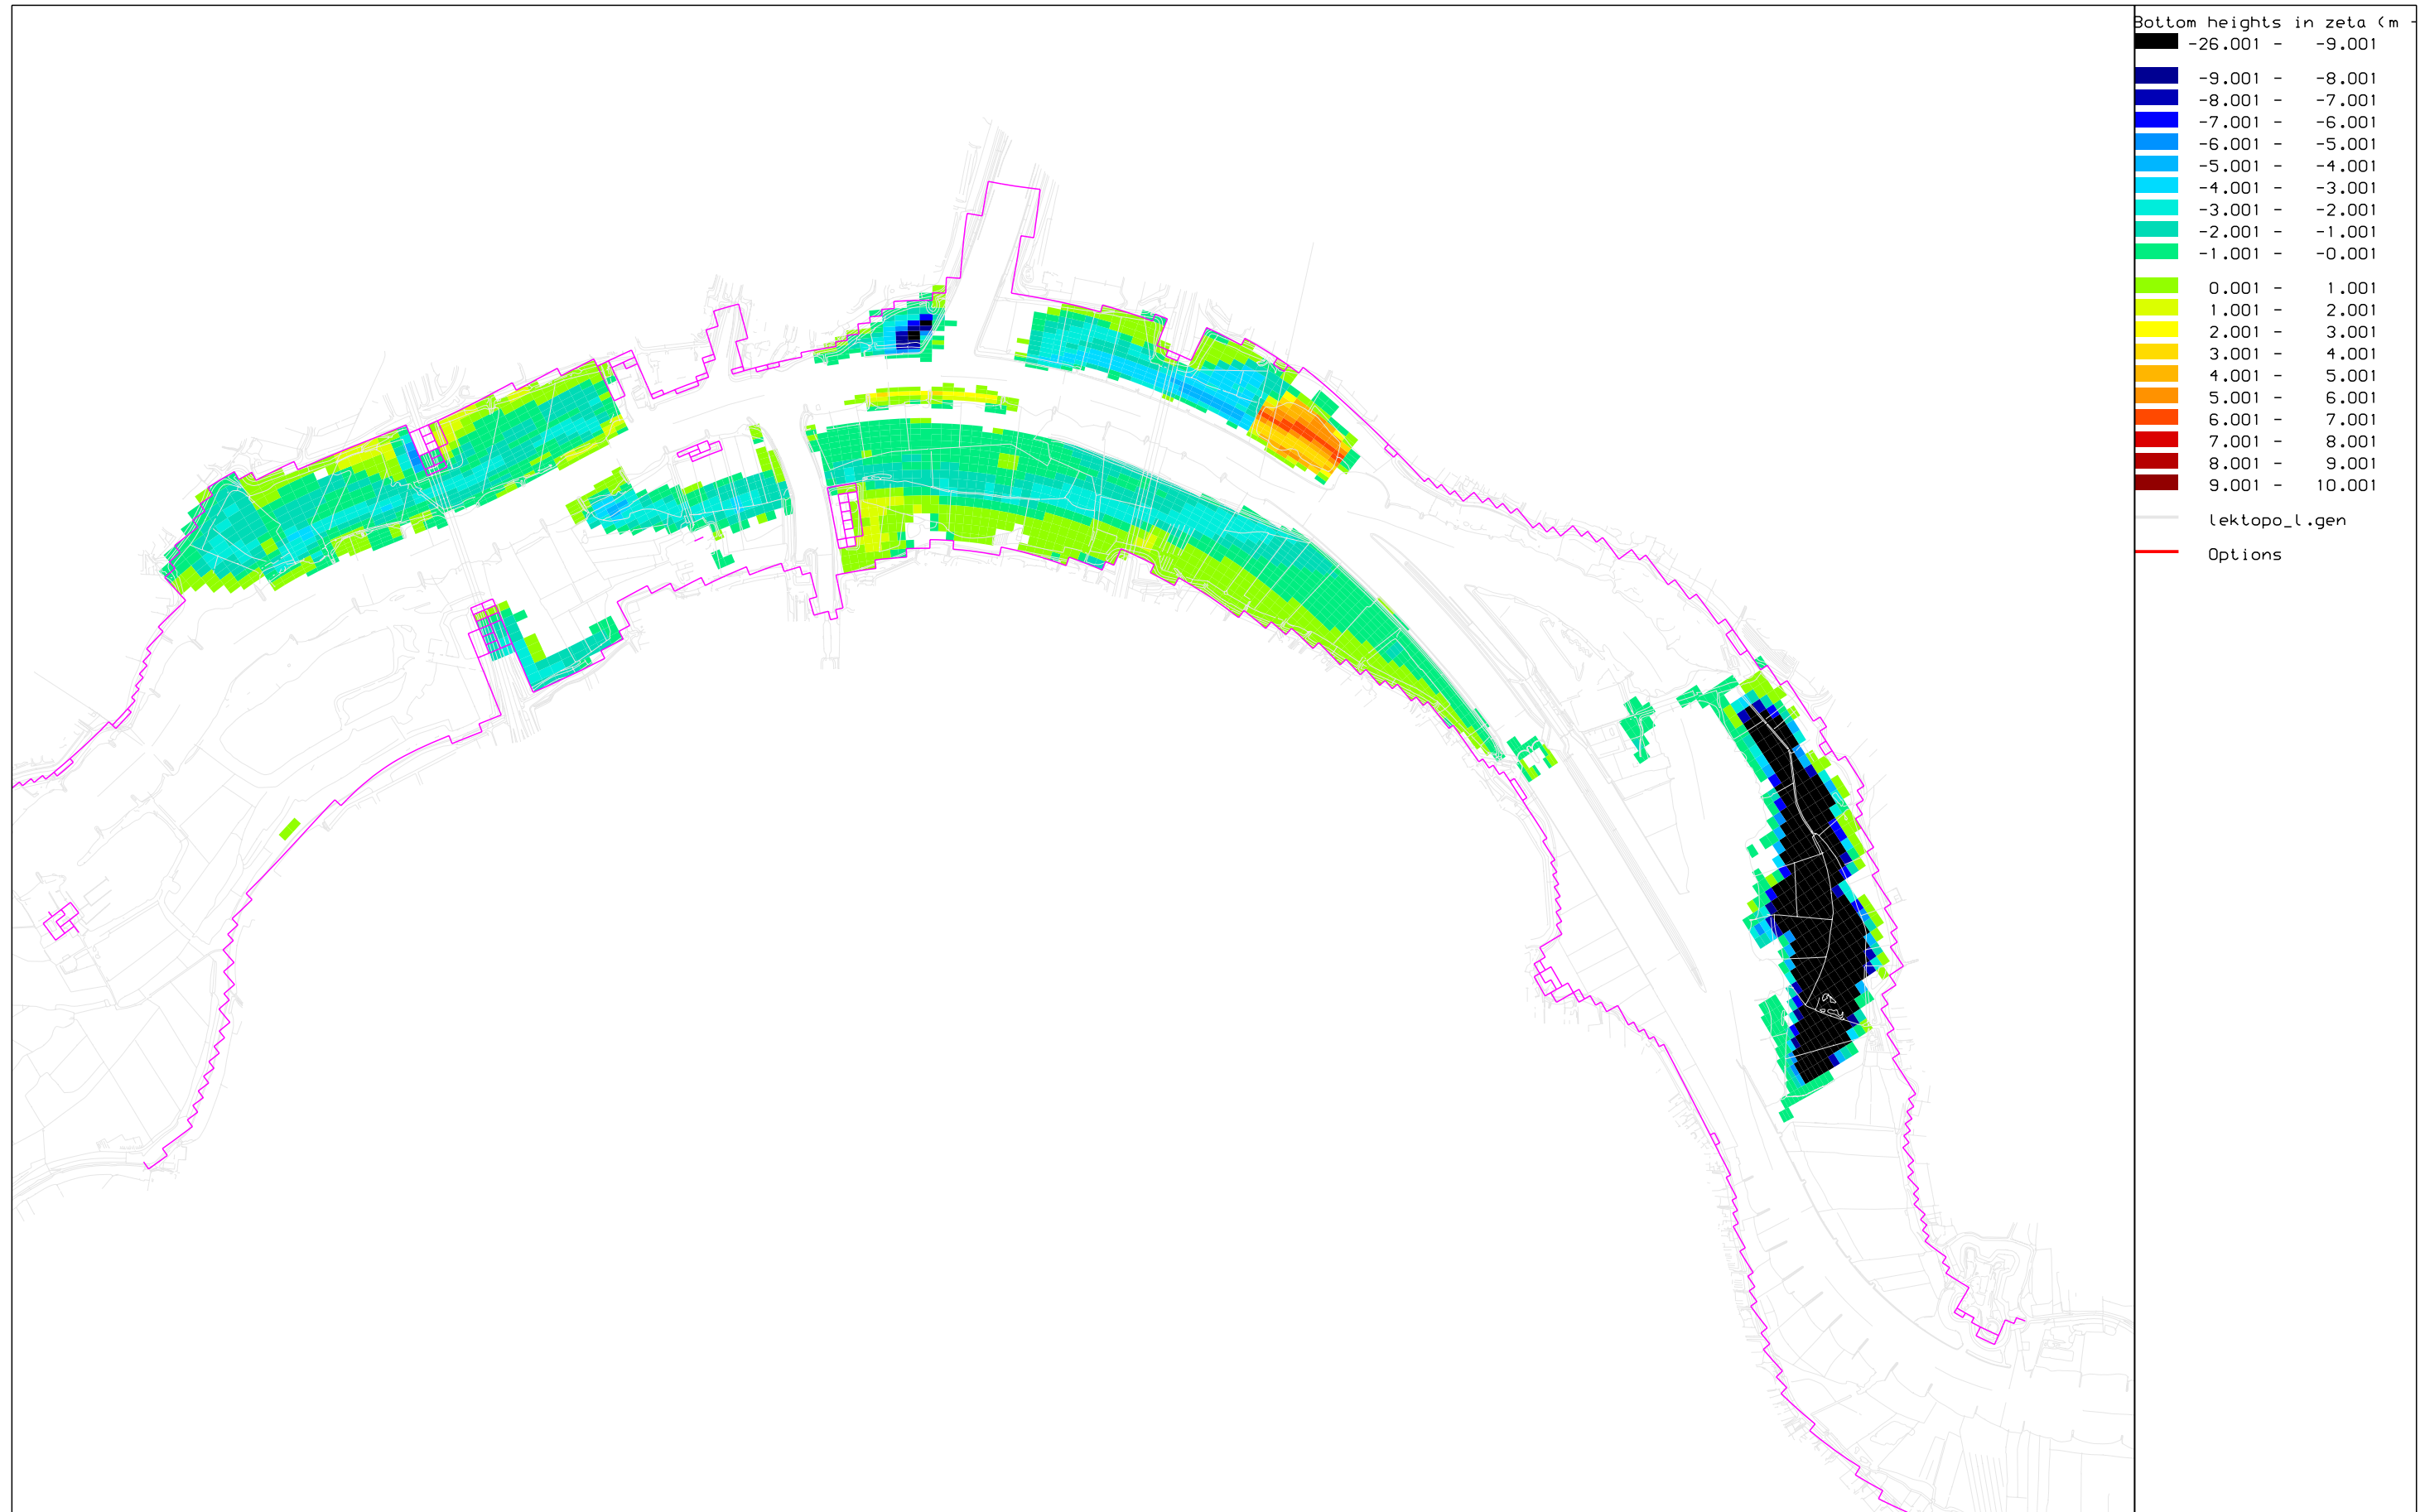 Bottom heights in zeta (m -
-26.001 - -9.001
-9.001 - -8.001
-8.001 - -7.001
-7.001 - -6.001
-6.001 - -5.001
-5.001 - -4.001
-4.001 - -3.001
-3.001 - -2.001
-2.001 - -1.001
-1.001 - -0.001
0.001 - 1.001
1.001 - 2.001
2.001 - 3.001
3.001 - 4.001
4.001 - 5.001
5.001 - 6.001
6.001 - 7.001
7.001 - 8.001
8.001 - 9.001
9.001 - 10.001
lektopo_l.gen
Options